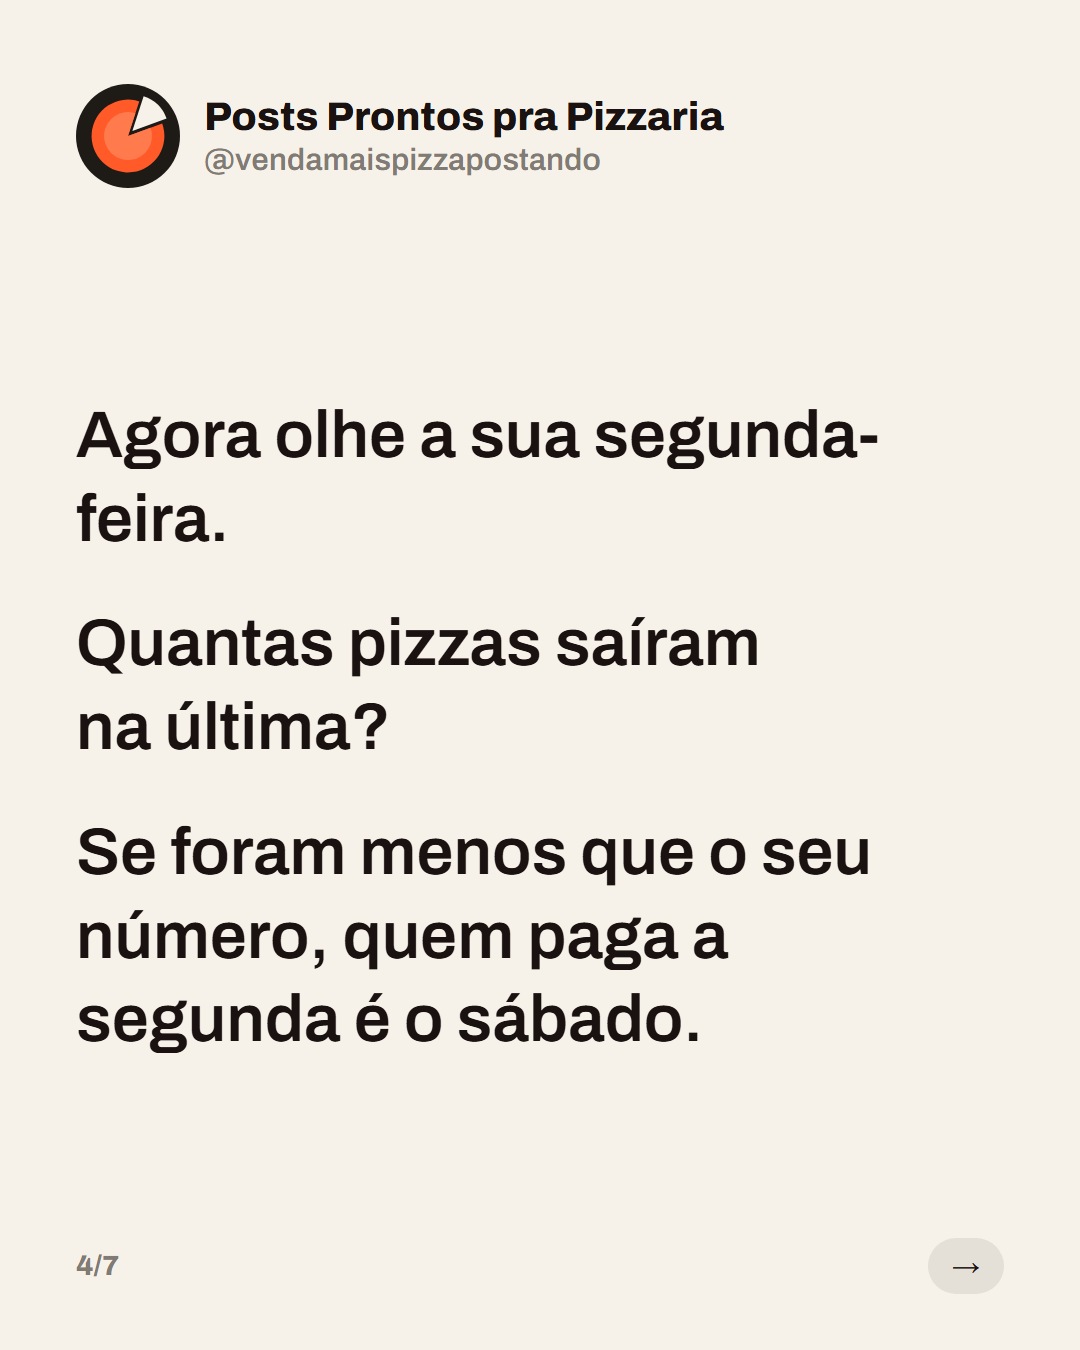 Posts Prontos pra Pizzaria
@vendamaispizzapostando
Agora olhe a sua segunda-
feira.
Quantas pizzas saíram
na última?
Se foram menos que o seu
número, quem paga a
segunda é o sábado.
4/7
→